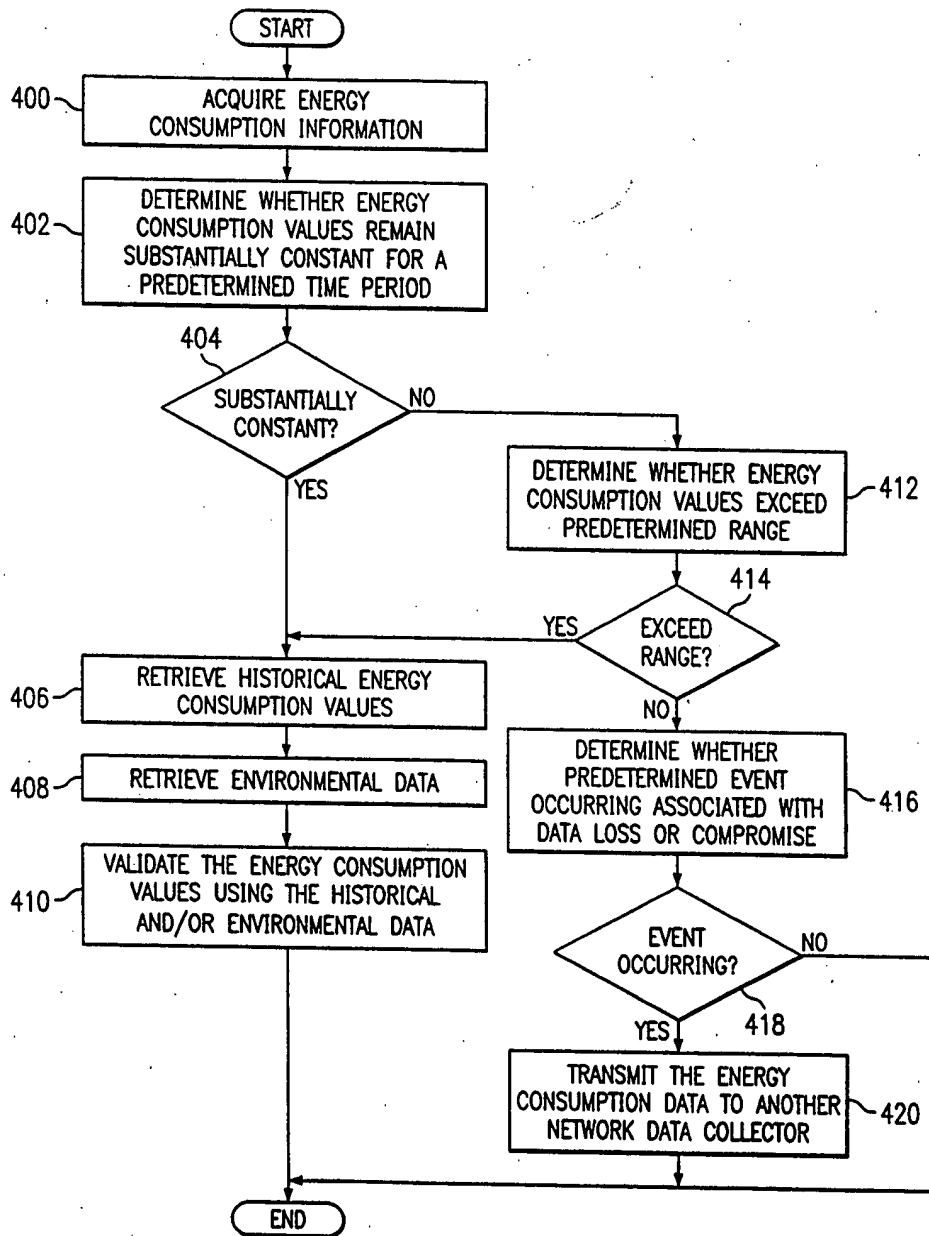 START
400
ACQUIRE ENERGY
CONSUMPTION INFORMATION
402
DETERMINE WHETHER ENERGY
CONSUMPTION VALUES REMAIN
SUBSTANTIALLY CONSTANT FOR A
PREDETERMINED TIME PERIOD
404
SUBSTANTIALLY
CONSTANT?
NO
YES
DETERMINE WHETHER ENERGY
CONSUMPTION VALUES EXCEED
PREDETERMINED RANGE
412
414
EXCEED
RANGE?
YES
NO
406
RETRIEVE HISTORICAL ENERGY
CONSUMPTION VALUES
408
RETRIEVE ENVIRONMENTAL DATA
410
VALIDATE THE ENERGY CONSUMPTION
VALUES USING THE HISTORICAL
AND/OR ENVIRONMENTAL DATA
DETERMINE WHETHER
PREDETERMINED EVENT
OCCURRING ASSOCIATED WITH
DATA LOSS OR COMPROMISE
416
EVENT
OCCURRING?
NO
418
YES
TRANSMIT THE ENERGY
CONSUMPTION DATA TO ANOTHER
NETWORK DATA COLLECTOR
420
END